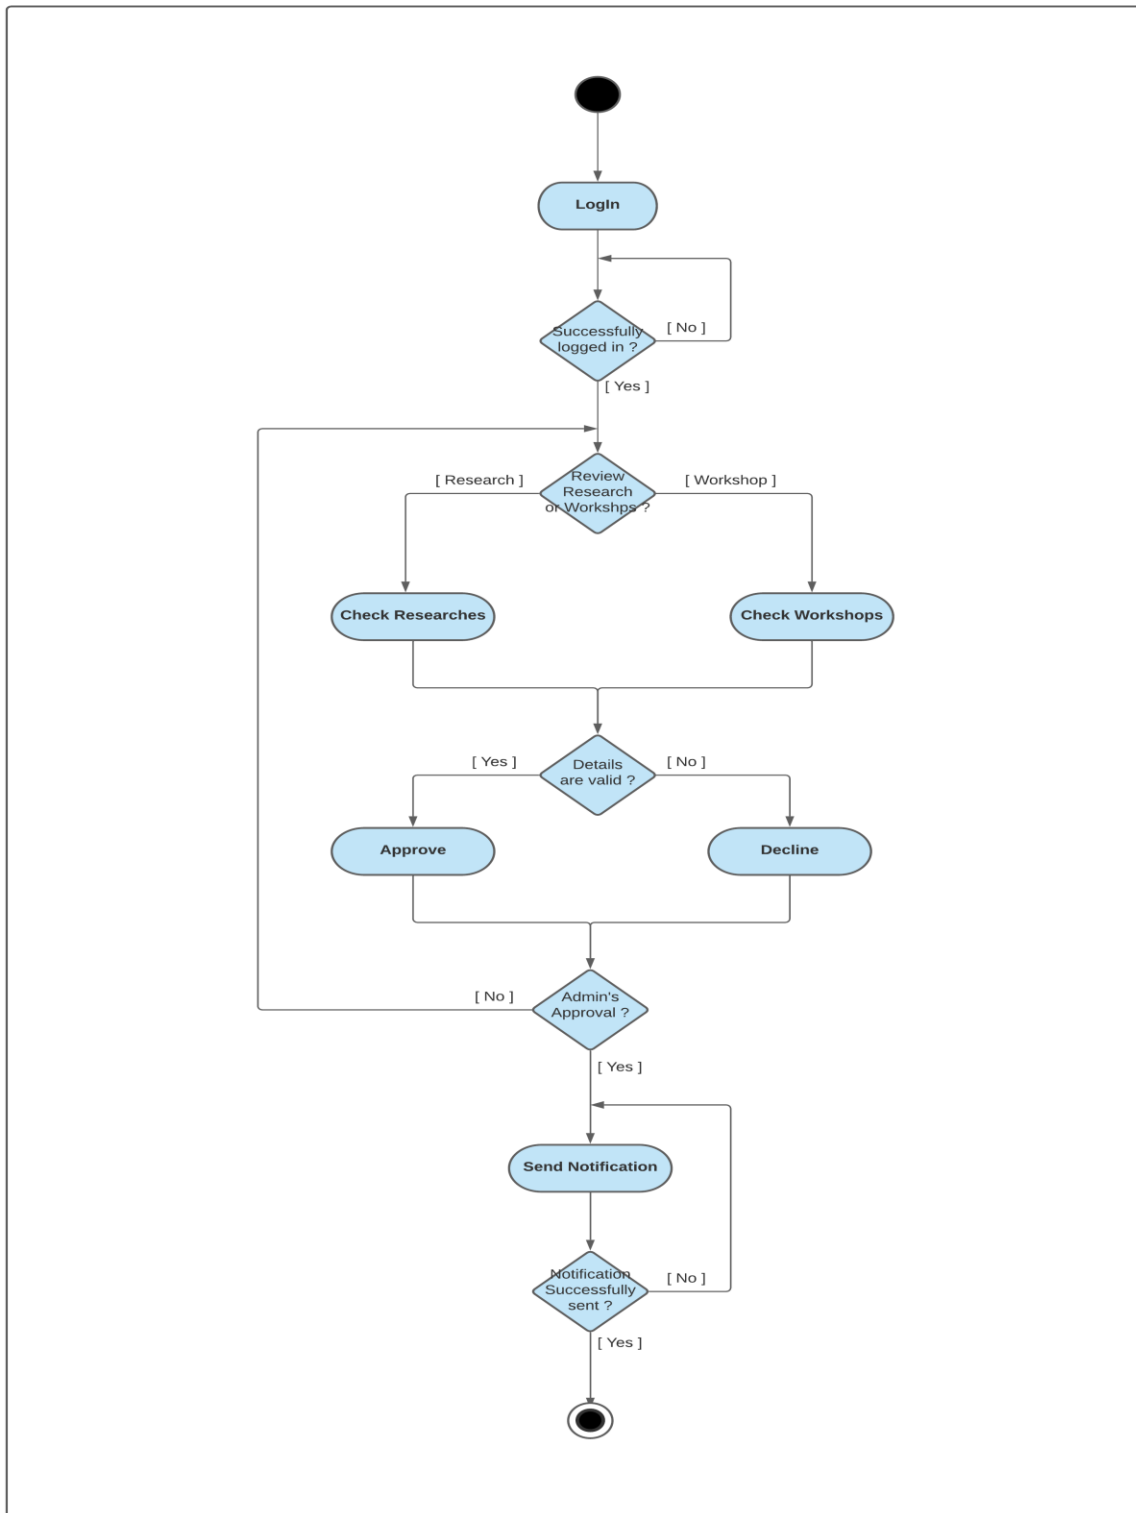 LogIn
Successfully
logged in ?
[ No ]
[ Yes ]
[ Research ]
Review
Research
or Workshps ?
[ Workshop ]
Check Researches
Check Workshops
[ Yes ]
Details
are valid ?
[ No ]
Approve
Decline
[ No ]
Admin's
Approval ?
[ Yes ]
Send Notification
Notification
Successfully
sent ?
[ No ]
[ Yes ]